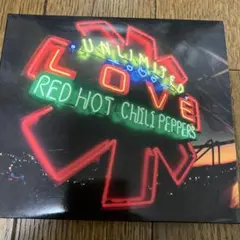 UNLIMITED
LOVE
RED HOT CHILI PEPPERS